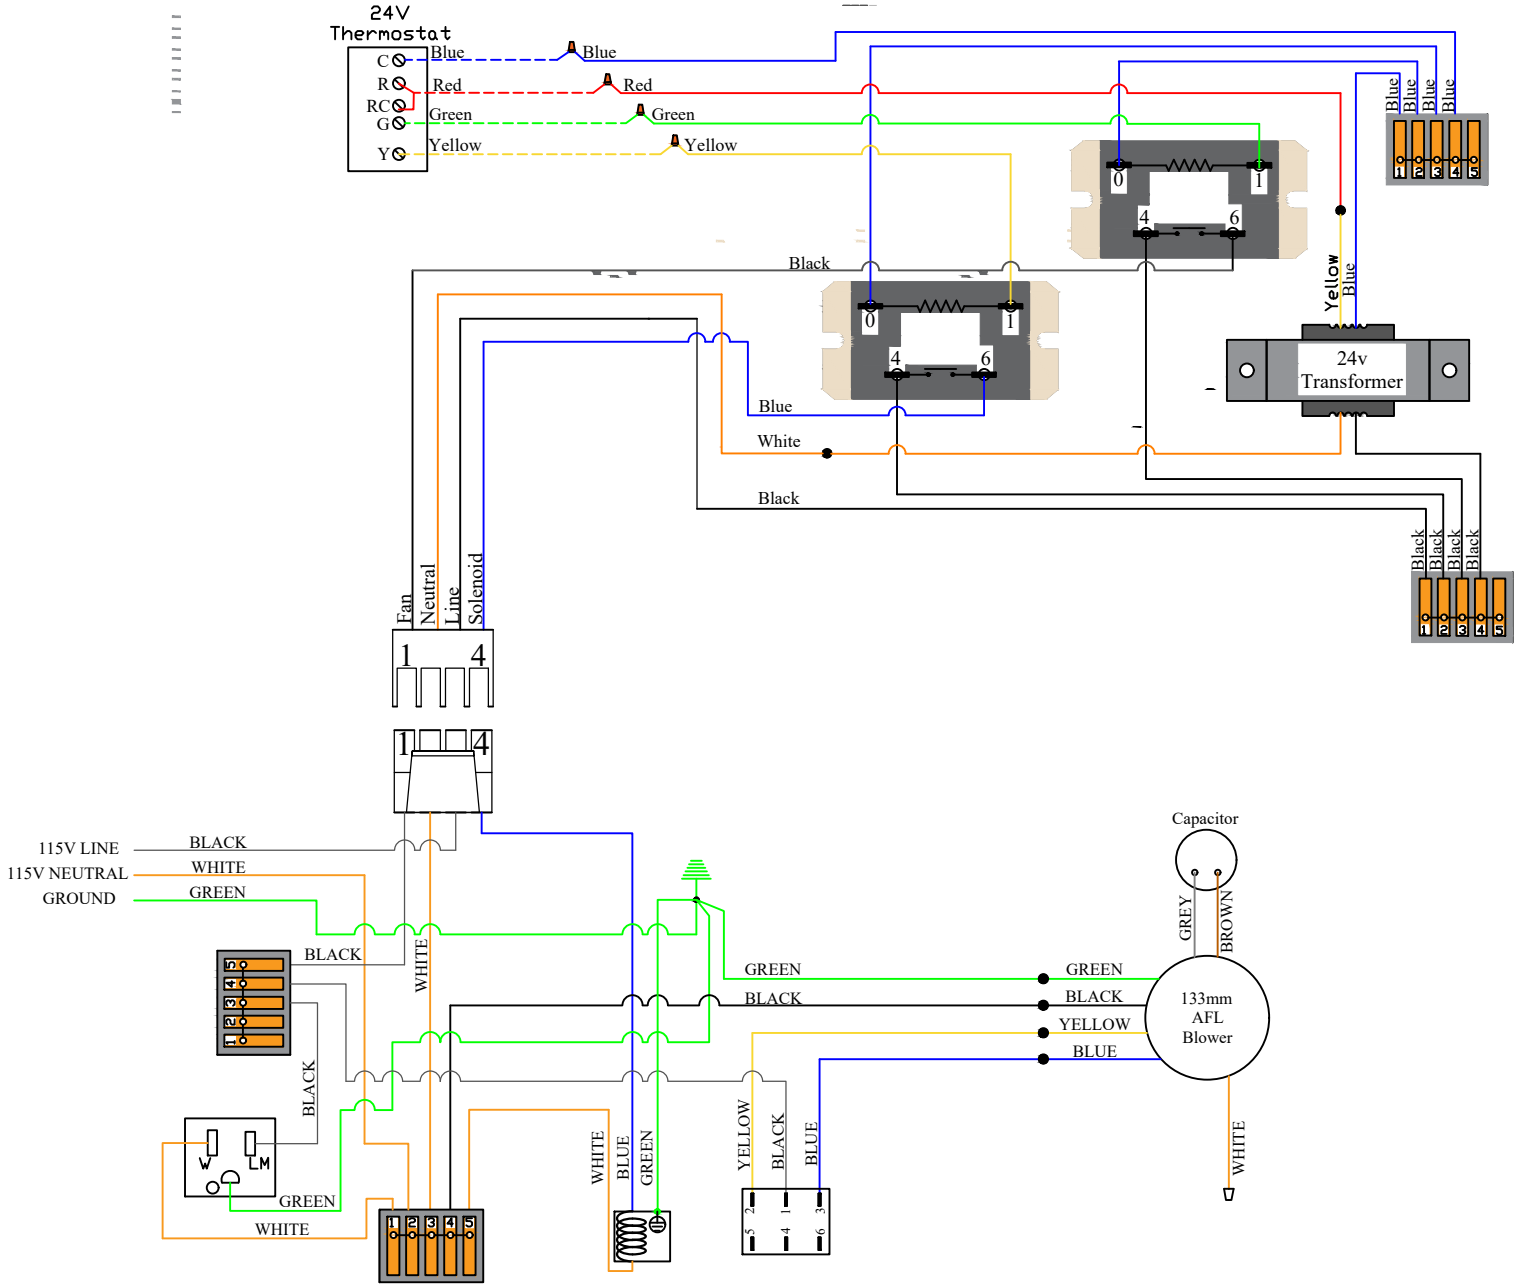 24V
Thermostat
C Blue Blue
R Red Red
RC
G Green Green
Y Yellow Yellow
Blue
Blue
Blue
Blue
1 2 3 4 5
0 1
4 6
Black
0 1
4 6
Yellow
Blue
24v
Transformer
Blue
White
Black
Black
Black
Black
Black
1 2 3 4 5
Fan
Neutral
Line
Solenoid
1 4
1 4
115V LINE BLACK
115V NEUTRAL WHITE
GROUND GREEN
Capacitor
GREY
BROWN
BLACK
WHITE
5
4
3
2
1
GREEN GREEN
BLACK BLACK
YELLOW
BLUE
133mm
AFL
Blower
BLACK
W LM
GREEN
WHITE
1 2 3 4 5
WHITE
BLUE
GREEN
YELLOW
BLACK
BLUE
2 1 3
5 4 6
WHITE